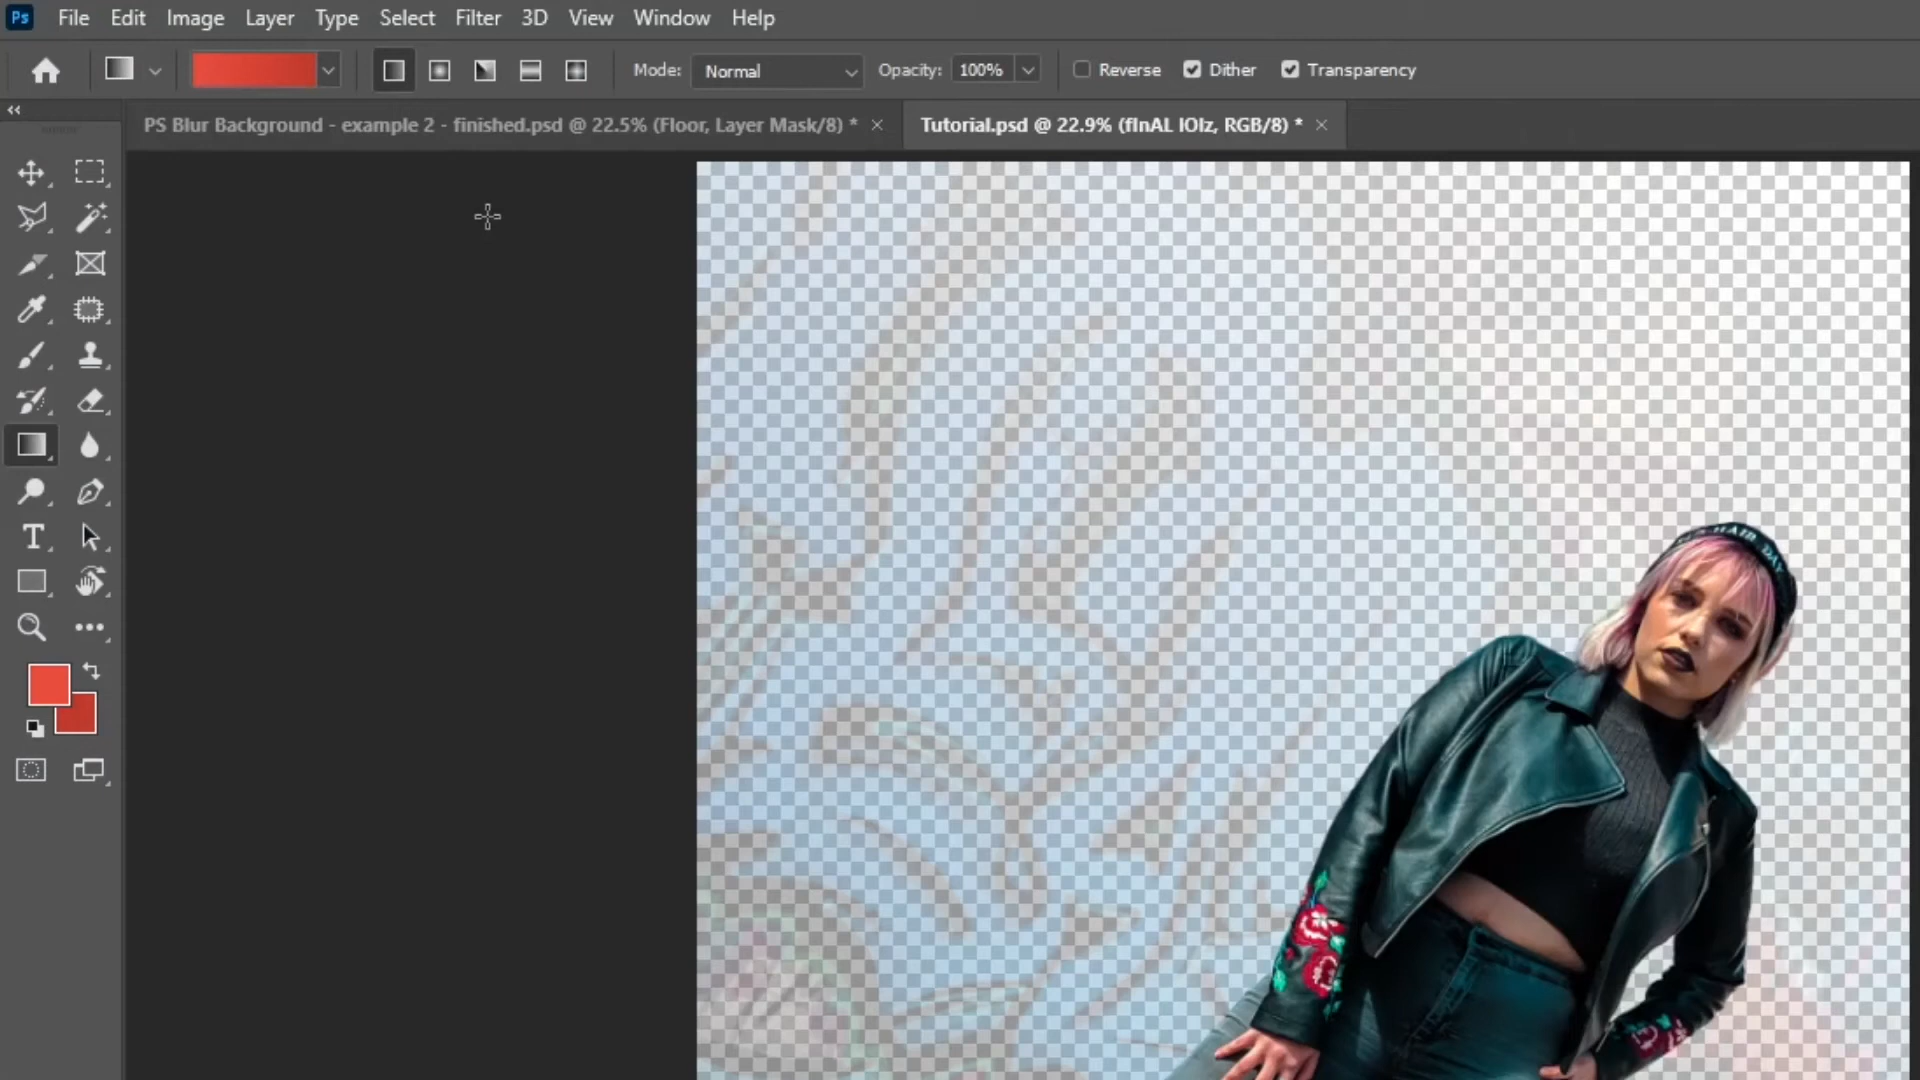 Ps File Edit Image Layer Type Select Filter 3D View Window Help
Mode: Normal Opacity: 100% Reverse Dither Transparency
PS Blur Background - example 2 - finished.psd @ 22.5% (Floor, Layer Mask/8) * Tutorial.psd @ 22.9% (fInAL lOlz, RGB/8) *
HAIR DAY